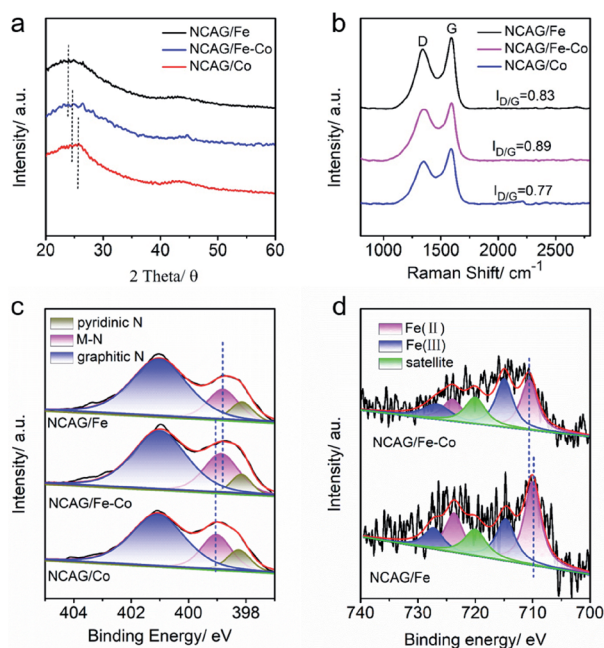 a
NCAG/Fe
NCAG/Fe-Co
NCAG/Co
Intensity/ a.u.
20 30 40 50 60
2 Theta/ θ
b
D G
NCAG/Fe
NCAG/Fe-Co
NCAG/Co
I_D/G=0.83
I_D/G=0.89
I_D/G=0.77
Intensity/ a.u.
1000 1500 2000 2500
Raman Shift/ cm⁻¹
c
pyridinic N
M-N
graphitic N
NCAG/Fe
NCAG/Fe-Co
NCAG/Co
Intensity/ a.u.
404 402 400 398
Binding Energy/ eV
d
Fe(Ⅱ)
Fe(Ⅲ)
satellite
NCAG/Fe-Co
NCAG/Fe
Intensity/ a.u.
740 730 720 710 700
Binding energy/ eV